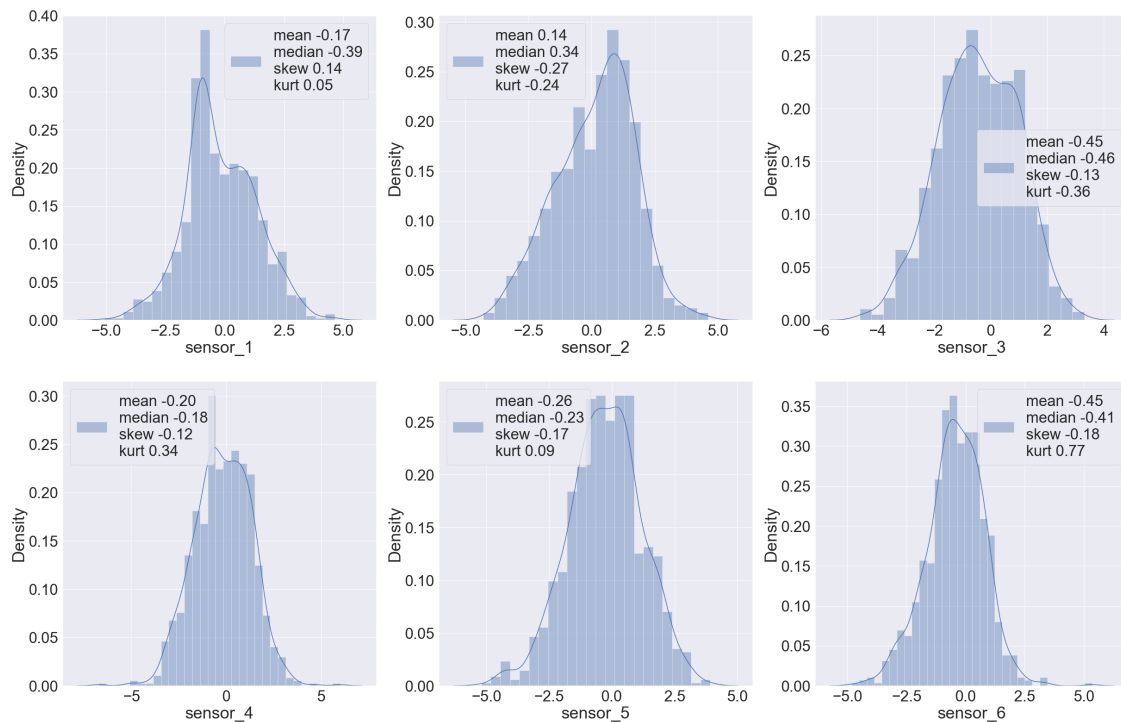 0.40
0.35
0.30
0.25
0.20
0.15
0.10
0.05
0.00
Density
mean -0.17
median -0.39
skew 0.14
kurt 0.05
−5.0
−2.5
0.0
2.5
5.0
sensor_1
0.30
0.25
0.20
0.15
0.10
0.05
0.00
Density
mean 0.14
median 0.34
skew -0.27
kurt -0.24
−5.0
−2.5
0.0
2.5
5.0
sensor_2
0.25
0.20
0.15
0.10
0.05
0.00
Density
mean -0.45
median -0.46
skew -0.13
kurt -0.36
−6
−4
−2
0
2
4
sensor_3
0.30
0.25
0.20
0.15
0.10
0.05
0.00
Density
mean -0.20
median -0.18
skew -0.12
kurt 0.34
−5
0
5
sensor_4
0.25
0.20
0.15
0.10
0.05
0.00
Density
mean -0.26
median -0.23
skew -0.17
kurt 0.09
−5.0
−2.5
0.0
2.5
5.0
sensor_5
0.35
0.30
0.25
0.20
0.15
0.10
0.05
0.00
Density
mean -0.45
median -0.41
skew -0.18
kurt 0.77
−5.0
−2.5
0.0
2.5
5.0
sensor_6